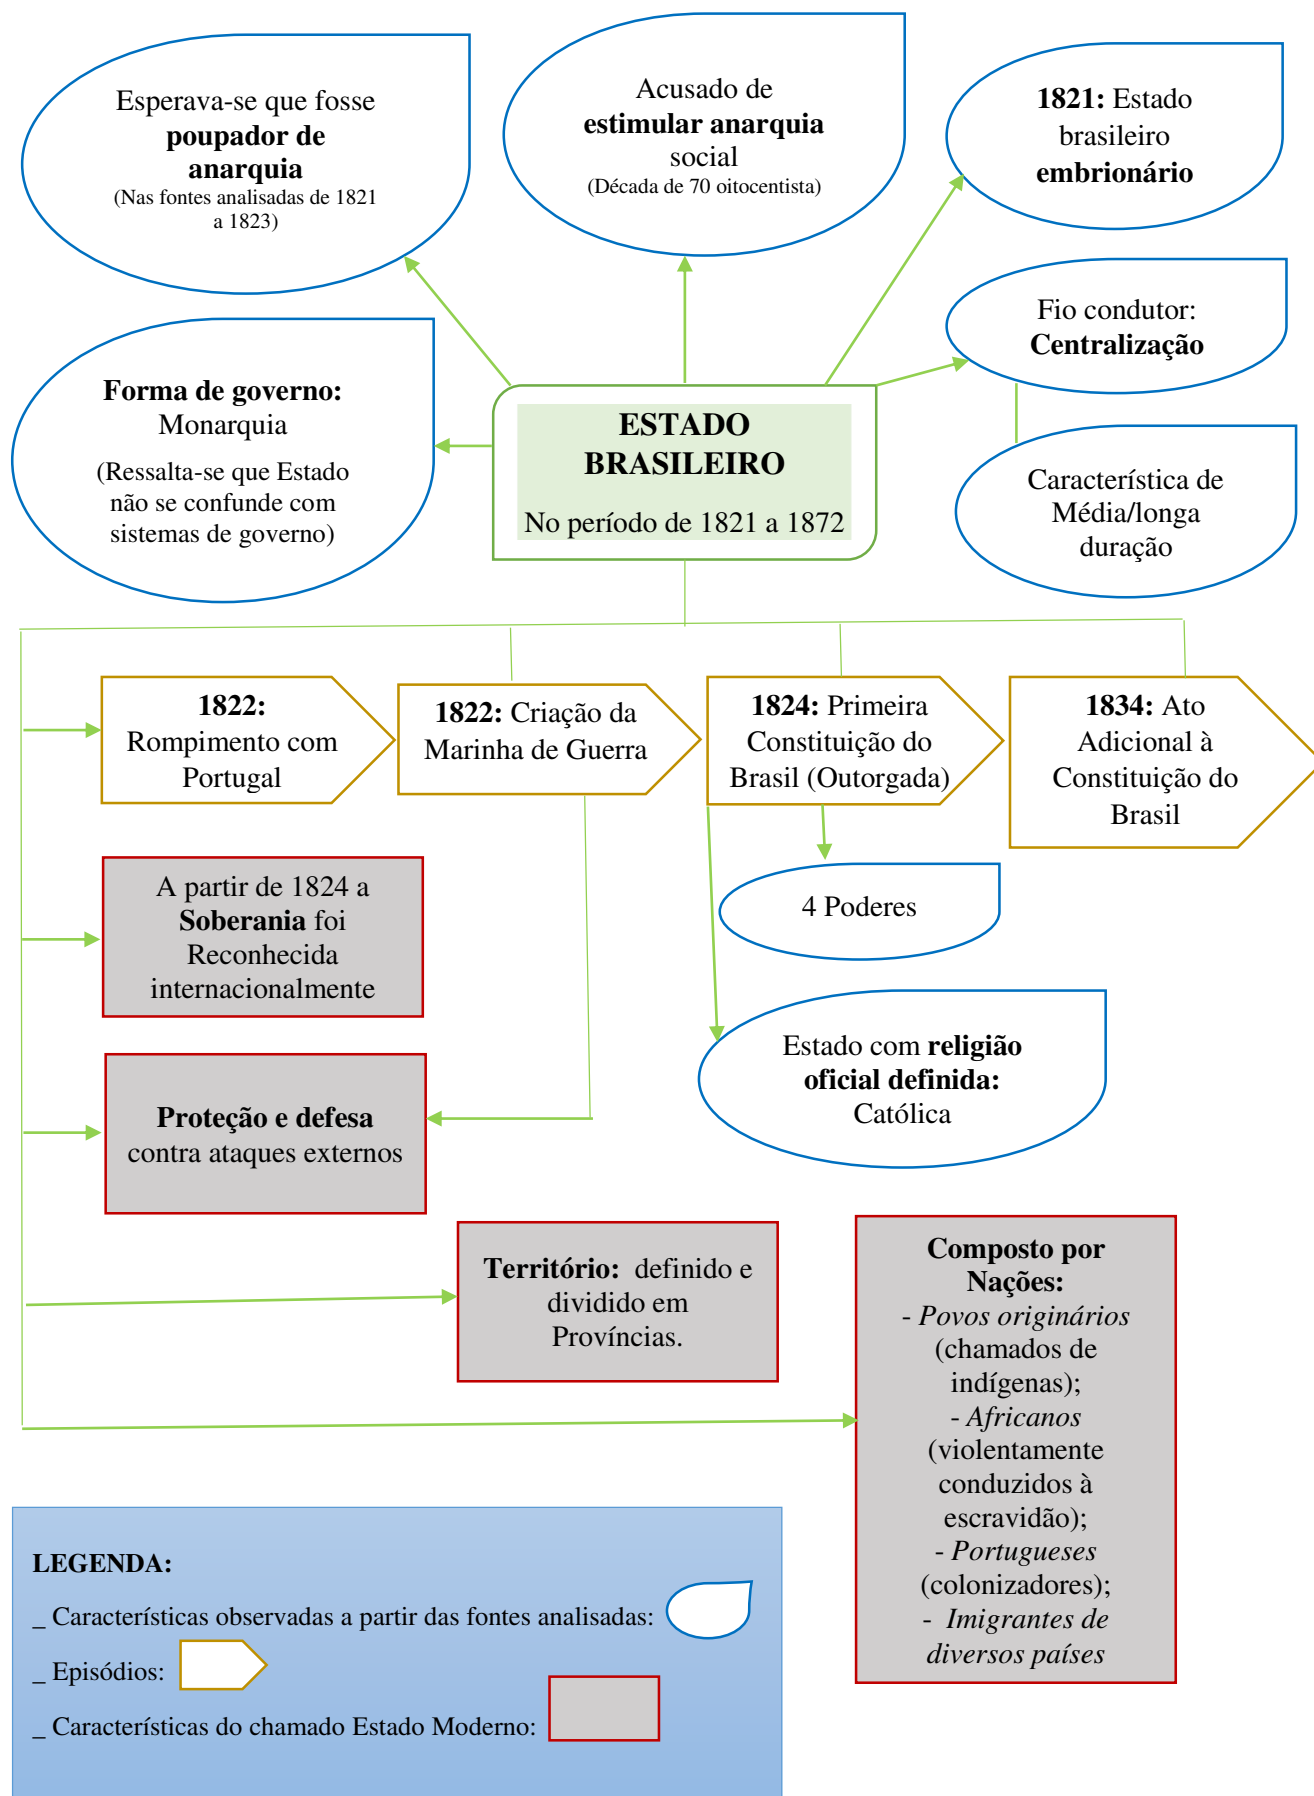 Esperava-se que fosse
poupador de
anarquia
(Nas fontes analisadas de 1821
a 1823)
Acusado de
estimular anarquia
social
(Década de 70 oitocentista)
1821: Estado
brasileiro
embrionário
Fio condutor:
Centralização
Forma de governo:
Monarquia
(Ressalta-se que Estado
não se confunde com
sistemas de governo)
ESTADO
BRASILEIRO
No período de 1821 a 1872
Característica de
Média/longa
duração
1822:
Rompimento com
Portugal
1822: Criação da
Marinha de Guerra
1824: Primeira
Constituição do
Brasil (Outorgada)
1834: Ato
Adicional à
Constituição do
Brasil
A partir de 1824 a
Soberania foi
Reconhecida
internacionalmente
4 Poderes
Estado com religião
oficial definida:
Católica
Proteção e defesa
contra ataques externos
Território: definido e
dividido em
Províncias.
Composto por
Nações:
- Povos originários
(chamados de
indígenas);
- Africanos
(violentamente
conduzidos à
escravidão);
- Portugueses
(colonizadores);
- Imigrantes de
diversos países
LEGENDA:
_ Características observadas a partir das fontes analisadas:
_ Episódios:
_ Características do chamado Estado Moderno: